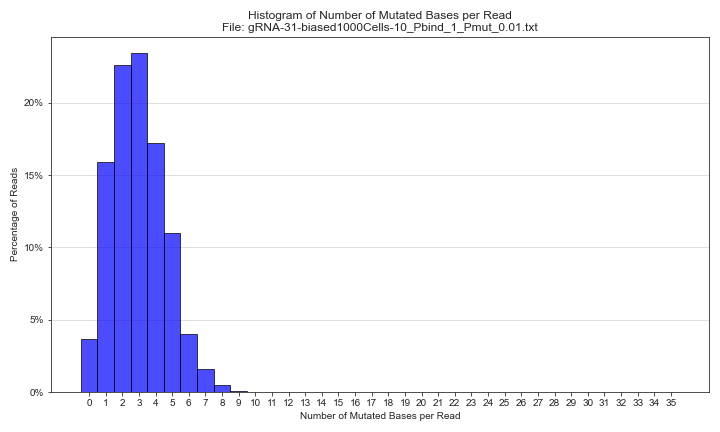 Histogram of Number of Mutated Bases per Read
File: gRNA-31-biased1000Cells-10_Pbind_1_Pmut_0.01.txt
Percentage of Reads
20%
15%
10%
5%
0%
0 1 2 3 4 5 6 7 8 9 10 11 12 13 14 15 16 17 18 19 20 21 22 23 24 25 26 27 28 29 30 31 32 33 34 35
Number of Mutated Bases per Read